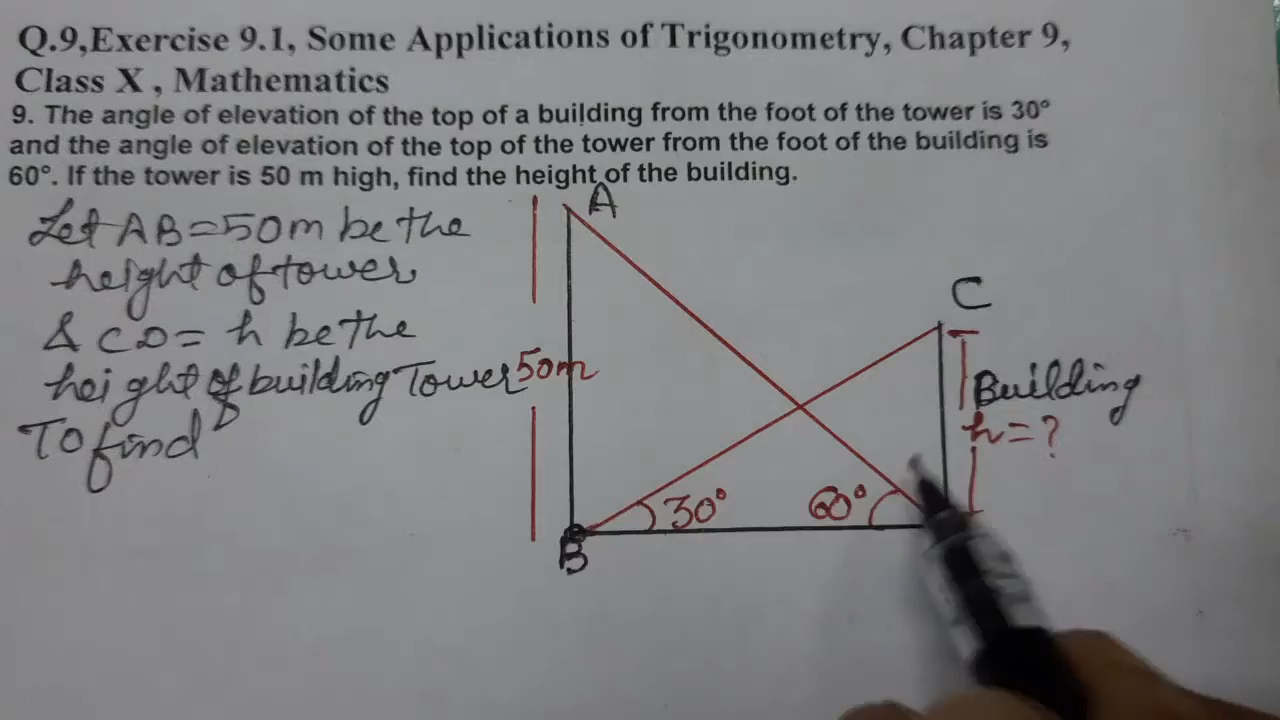 Q.9,Exercise 9.1, Some Applications of Trigonometry, Chapter 9,
Class X , Mathematics
9. The angle of elevation of the top of a building from the foot of the tower is 30°
and the angle of elevation of the top of the tower from the foot of the building is
60°. If the tower is 50 m high, find the height of the building.
Let AB=50m be the
height of tower
& CD= h be the
height of building
To find
A
Tower 50m
C
Building
h=?
30°
60°
B